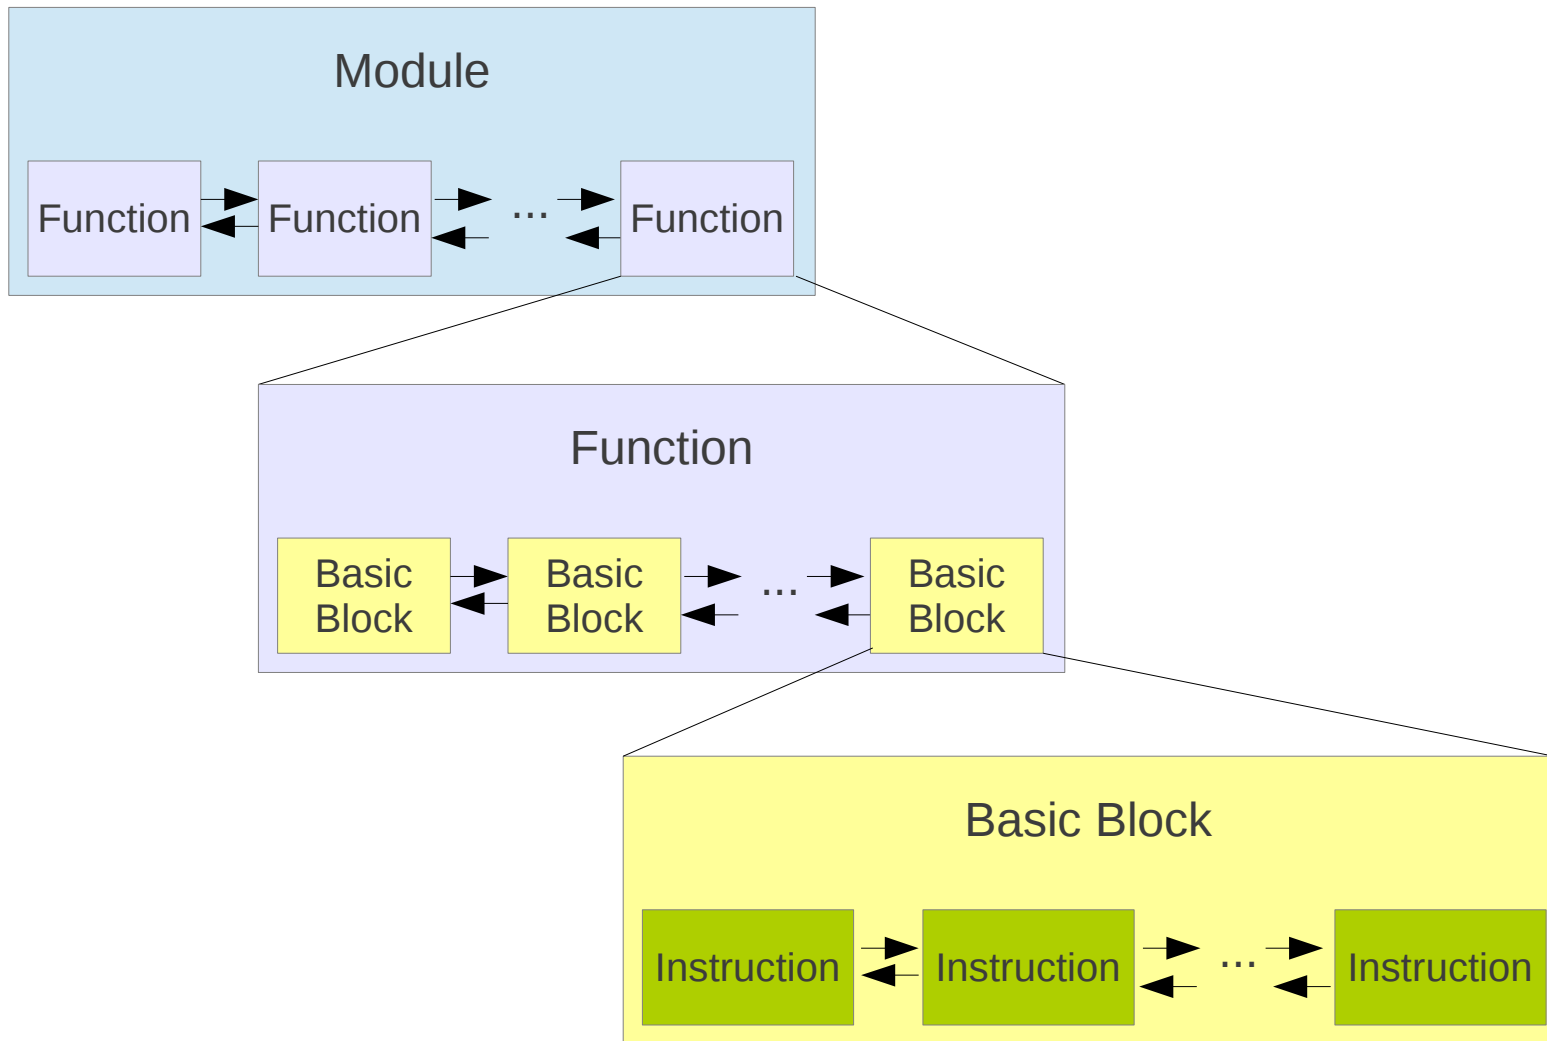 Module
Function Function ... Function
Function
Basic Block Basic Block ... Basic Block
Basic Block
Instruction Instruction ... Instruction